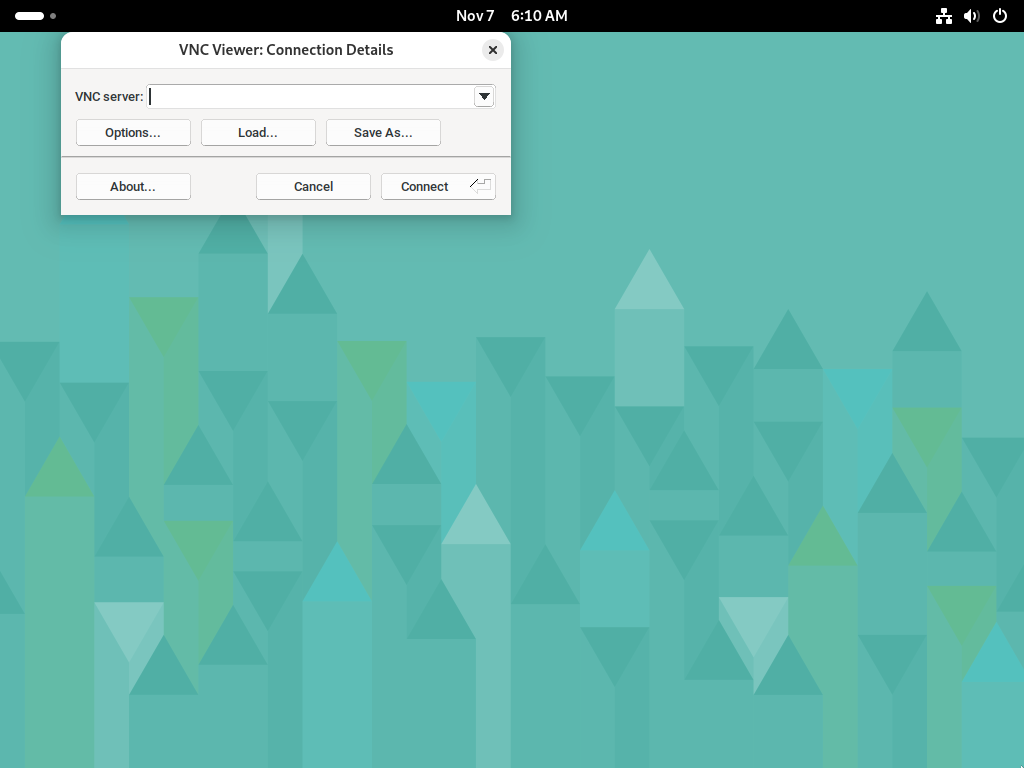 Nov 7 6:10 AM
VNC Viewer: Connection Details
VNC server:
Options... Load... Save As...
About... Cancel Connect